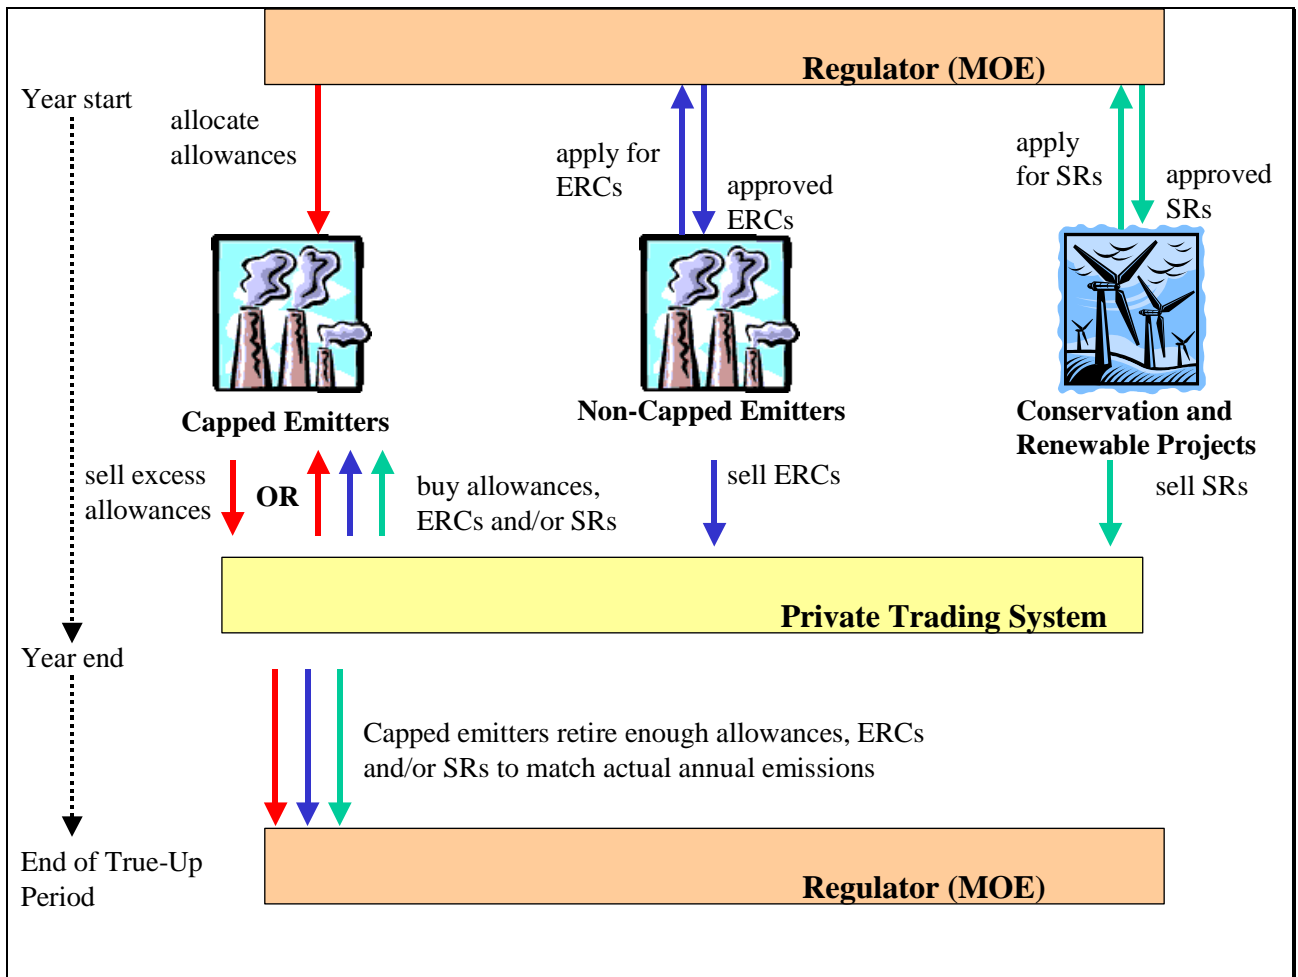 Regulator (MOE)
Year start
allocate
allowances
apply for
ERCs
approved
ERCs
apply
for SRs
approved
SRs
Capped Emitters
Non-Capped Emitters
Conservation and
Renewable Projects
sell excess
allowances
OR
buy allowances,
ERCs and/or SRs
sell ERCs
sell SRs
Private Trading System
Year end
Capped emitters retire enough allowances, ERCs
and/or SRs to match actual annual emissions
End of True-Up
Period
Regulator (MOE)